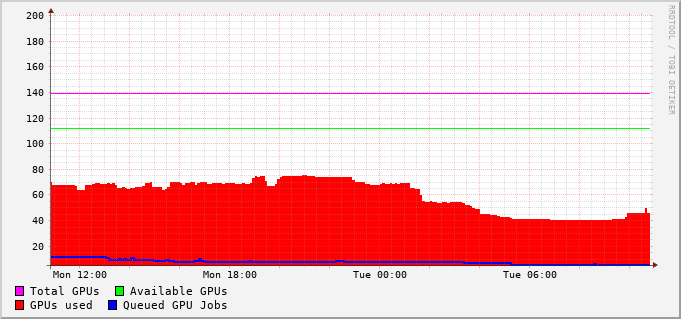 200
180
160
140
120
100
80
60
40
20
Mon 12:00 Mon 18:00 Tue 00:00 Tue 06:00
Total GPUs Available GPUs
GPUs used Queued GPU Jobs
RRDTOOL / TOBI OETIKER